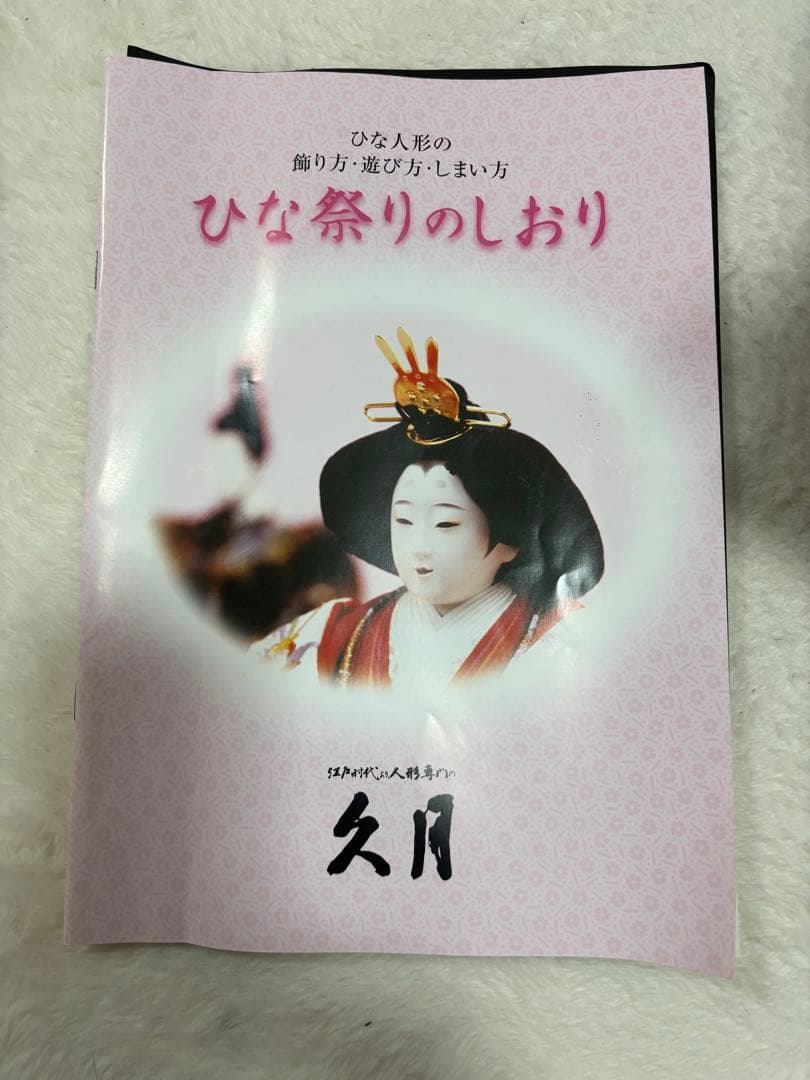 ひな人形の
飾り方・遊び方・しまい方
ひな祭りのしおり
江戸時代より人形専門の
久月